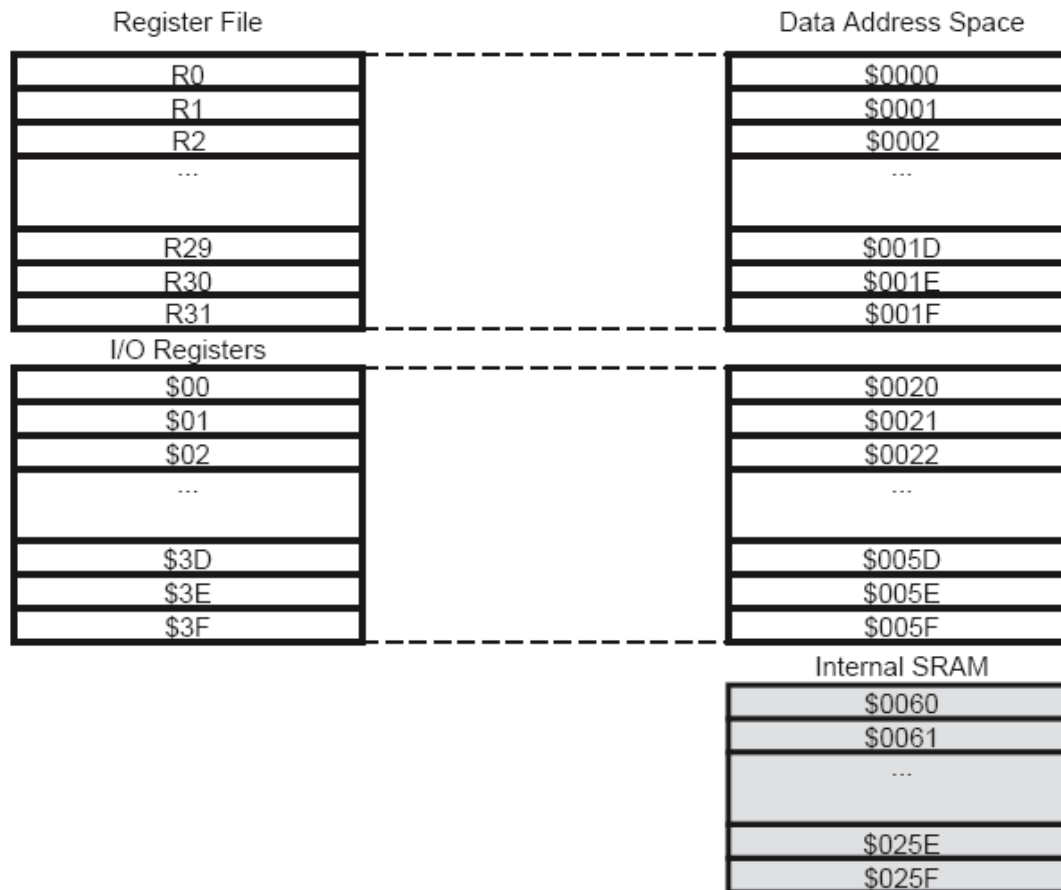 Register File
Data Address Space
R0
$0000
R1
$0001
R2
$0002
...
...
R29
$001D
R30
$001E
R31
$001F
I/O Registers
$00
$0020
$01
$0021
$02
$0022
...
...
$3D
$005D
$3E
$005E
$3F
$005F
Internal SRAM
$0060
$0061
...
$025E
$025F